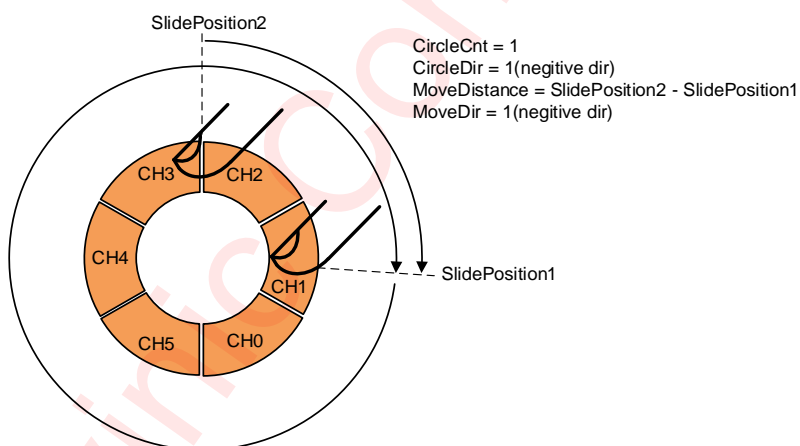 SlidePosition2
CircleCnt = 1
CircleDir = 1(negitive dir)
MoveDistance = SlidePosition2 - SlidePosition1
MoveDir = 1(negitive dir)
CH3
CH2
CH4
CH1
SlidePosition1
CH5
CH0